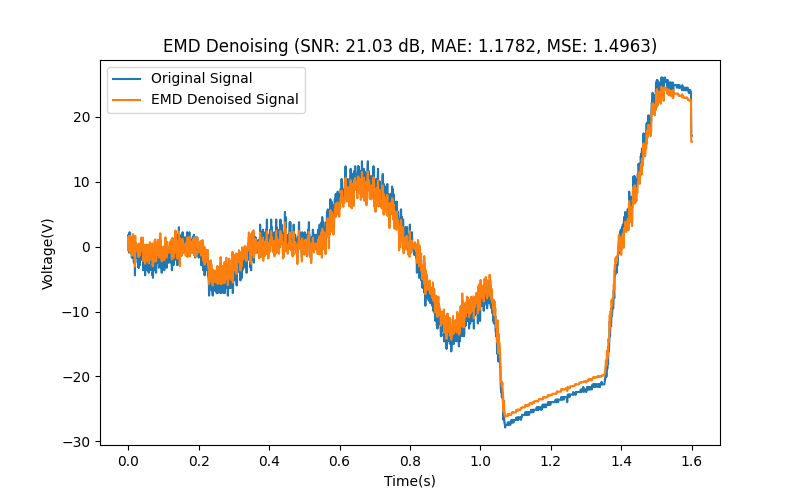 EMD Denoising (SNR: 21.03 dB, MAE: 1.1782, MSE: 1.4963)
Original Signal
EMD Denoised Signal
Voltage(V)
20
10
0
−10
−20
−30
0.0 0.2 0.4 0.6 0.8 1.0 1.2 1.4 1.6
Time(s)